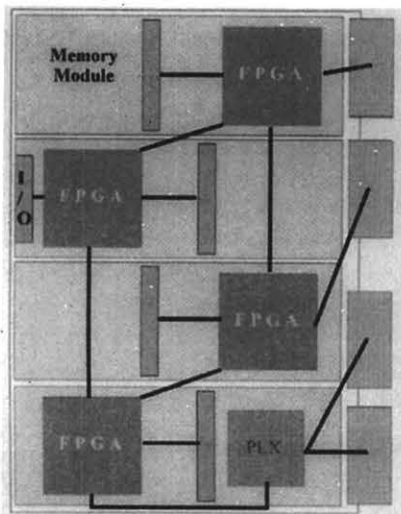 Memory
Module
FPGA
I
/
O
FPGA
FPGA
FPGA
PLX